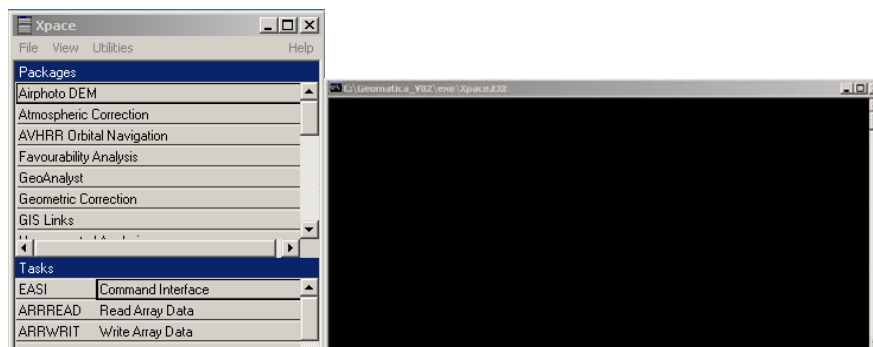 Xpace
File View Utilities Help
Packages
Airphoto DEM
Atmospheric Correction
AVHRR Orbital Navigation
Favourability Analysis
GeoAnalyst
Geometric Correction
GIS Links
Tasks
EASI Command Interface
ARRREAD Read Array Data
ARRWRIT Write Array Data
C:\Geomatica_V82\exe\Xpace.EXE